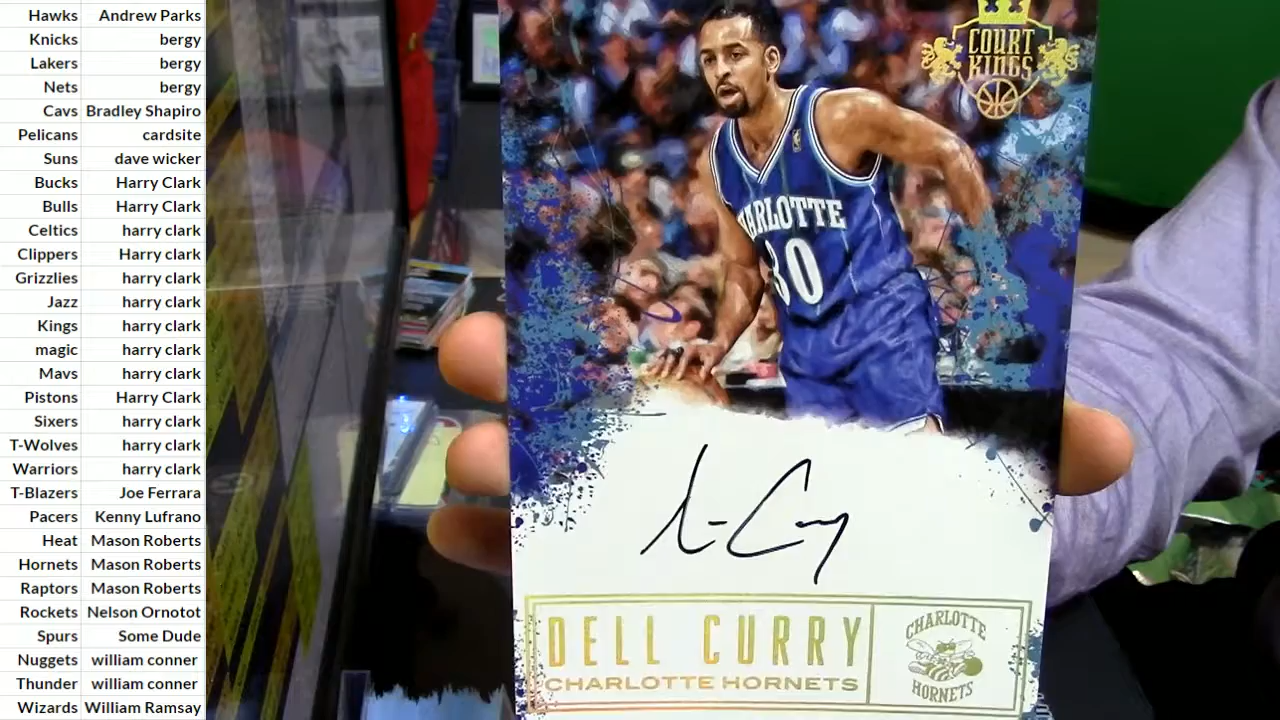 Hawks Andrew Parks
Knicks bergy
Lakers bergy
Nets bergy
Cavs Bradley Shapiro
Pelicans cardsite
Suns dave wicker
Bucks Harry Clark
Bulls Harry Clark
Celtics harry clark
Clippers Harry Clark
Grizzlies harry clark
Jazz harry clark
Kings harry clark
magic harry clark
Mavs harry clark
Pistons Harry Clark
Sixers harry clark
T-Wolves harry clark
Warriors harry clark
T-Blazers Joe Ferrara
Pacers Kenny Lufrano
Heat Mason Roberts
Hornets Mason Roberts
Raptors Mason Roberts
Rockets Nelson Ornotot
Spurs Some Dude
Nuggets william conner
Thunder william conner
Wizards William Ramsay
COURT
KINGS
CHARLOTTE
30
DELL CURRY
CHARLOTTE HORNETS
CHARLOTTE
HORNETS